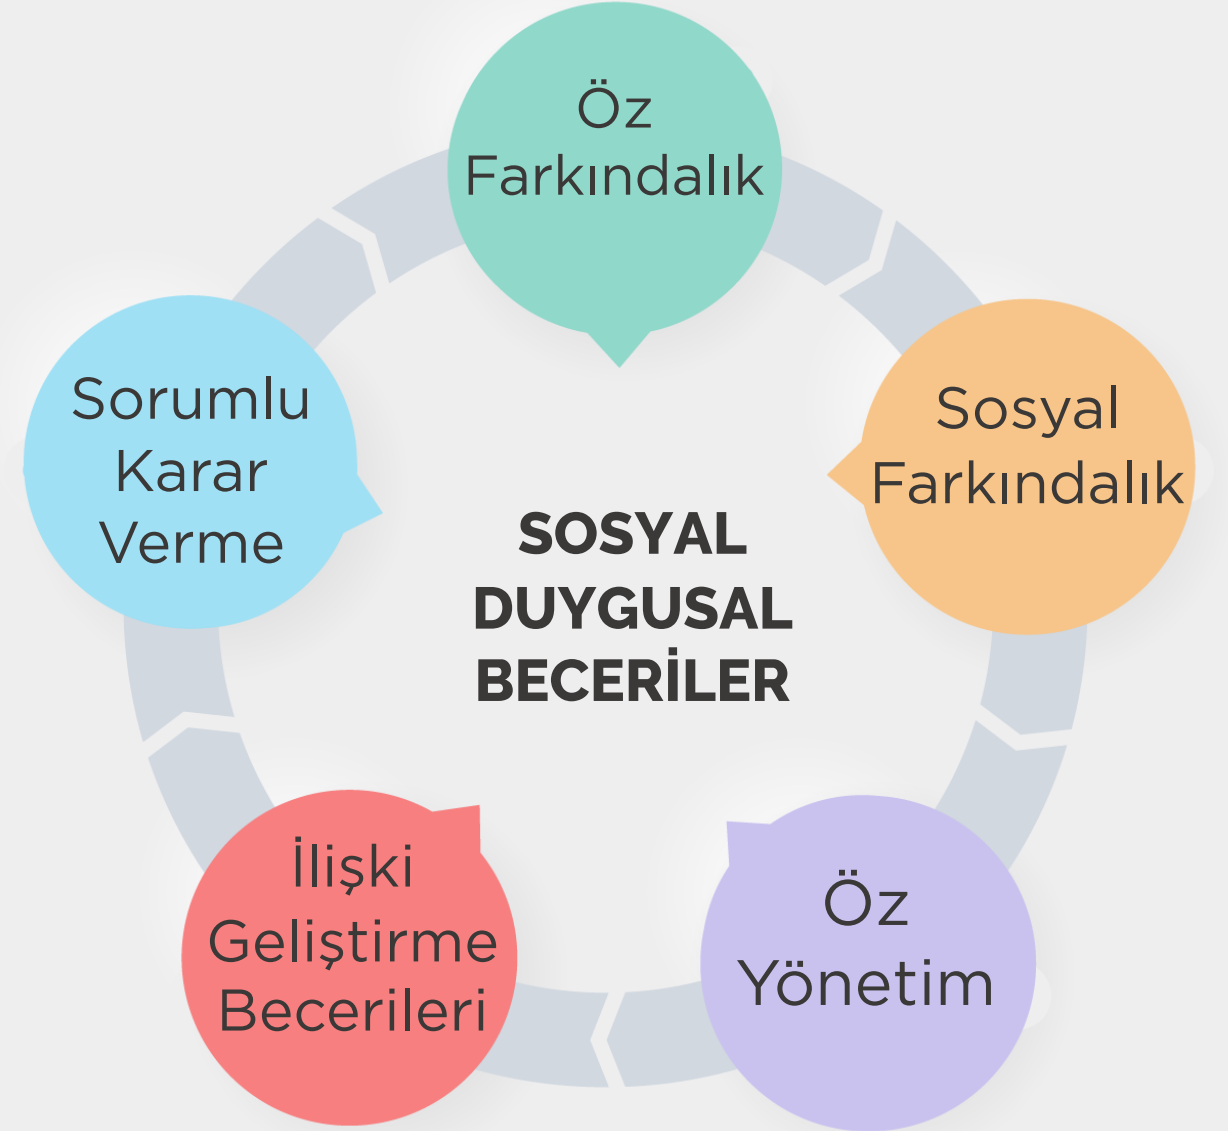 Öz
Farkındalık
Sosyal
Farkındalık
Öz
Yönetim
İlişki
Geliştirme
Becerileri
Sorumlu
Karar
Verme
SOSYAL
DUYGUSAL
BECERİLER